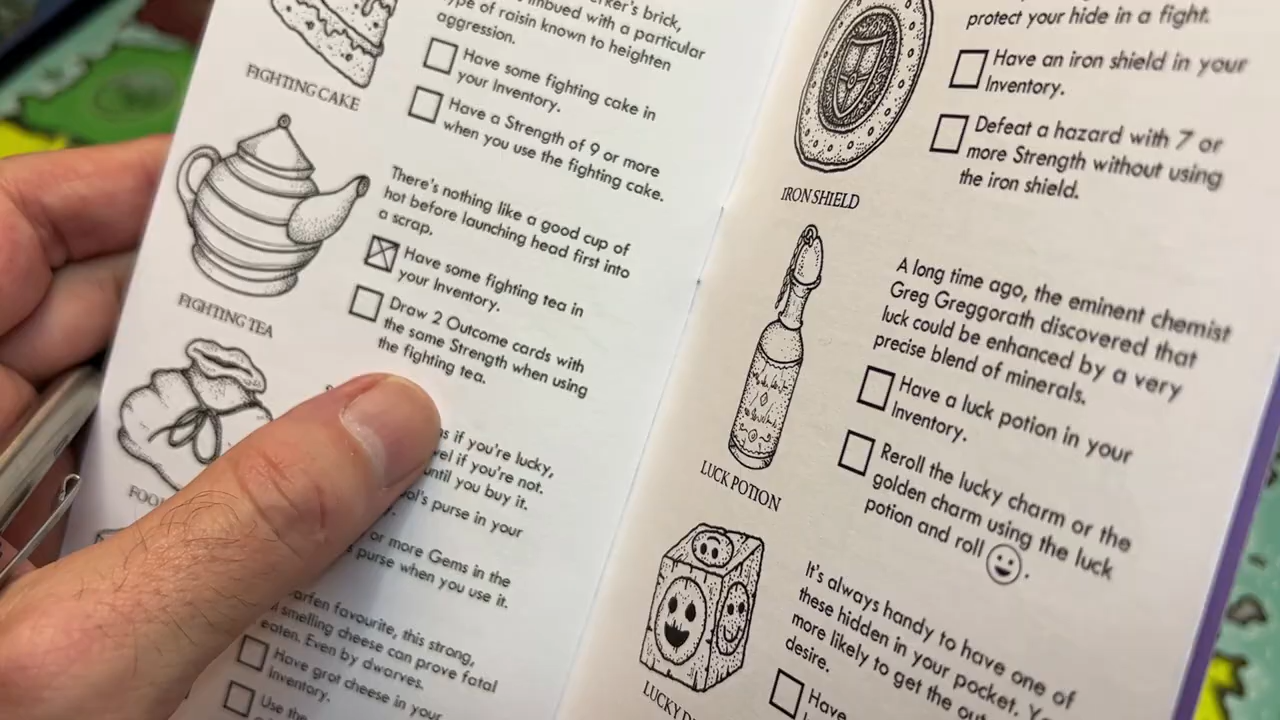 brick,
imbued with a particular
type of raisin known to heighten
aggression.
Have some fighting cake in
your Inventory.
Have a Strength of 9 or more
when you use the fighting cake.
FIGHTING CAKE
There's nothing like a good cup of
hot before launching head first into
a scrap.
Have some fighting tea in
your Inventory.
Draw 2 Outcome cards with
the same Strength when using
the fighting tea.
FIGHTING TEA
if you're lucky,
if you're not.
until you buy it.
purse in your
or more Gems in the
purse when you use it.
favourite, this strong,
smelling cheese can prove fatal
eaten. Even by dwarves.
Have grot cheese in your
Inventory.
Use the
protect your hide in a fight.
Have an iron shield in your
Inventory.
Defeat a hazard with 7 or
more Strength without using
the iron shield.
IRON SHIELD
A long time ago, the eminent chemist
Greg Greggorath discovered that
luck could be enhanced by a very
precise blend of minerals.
Have a luck potion in your
Inventory.
Reroll the lucky charm or the
golden charm using the luck
potion and roll .
LUCK POTION
It's always handy to have one of
these hidden in your pocket.
more likely to get the
desire.
Have
LUCKY